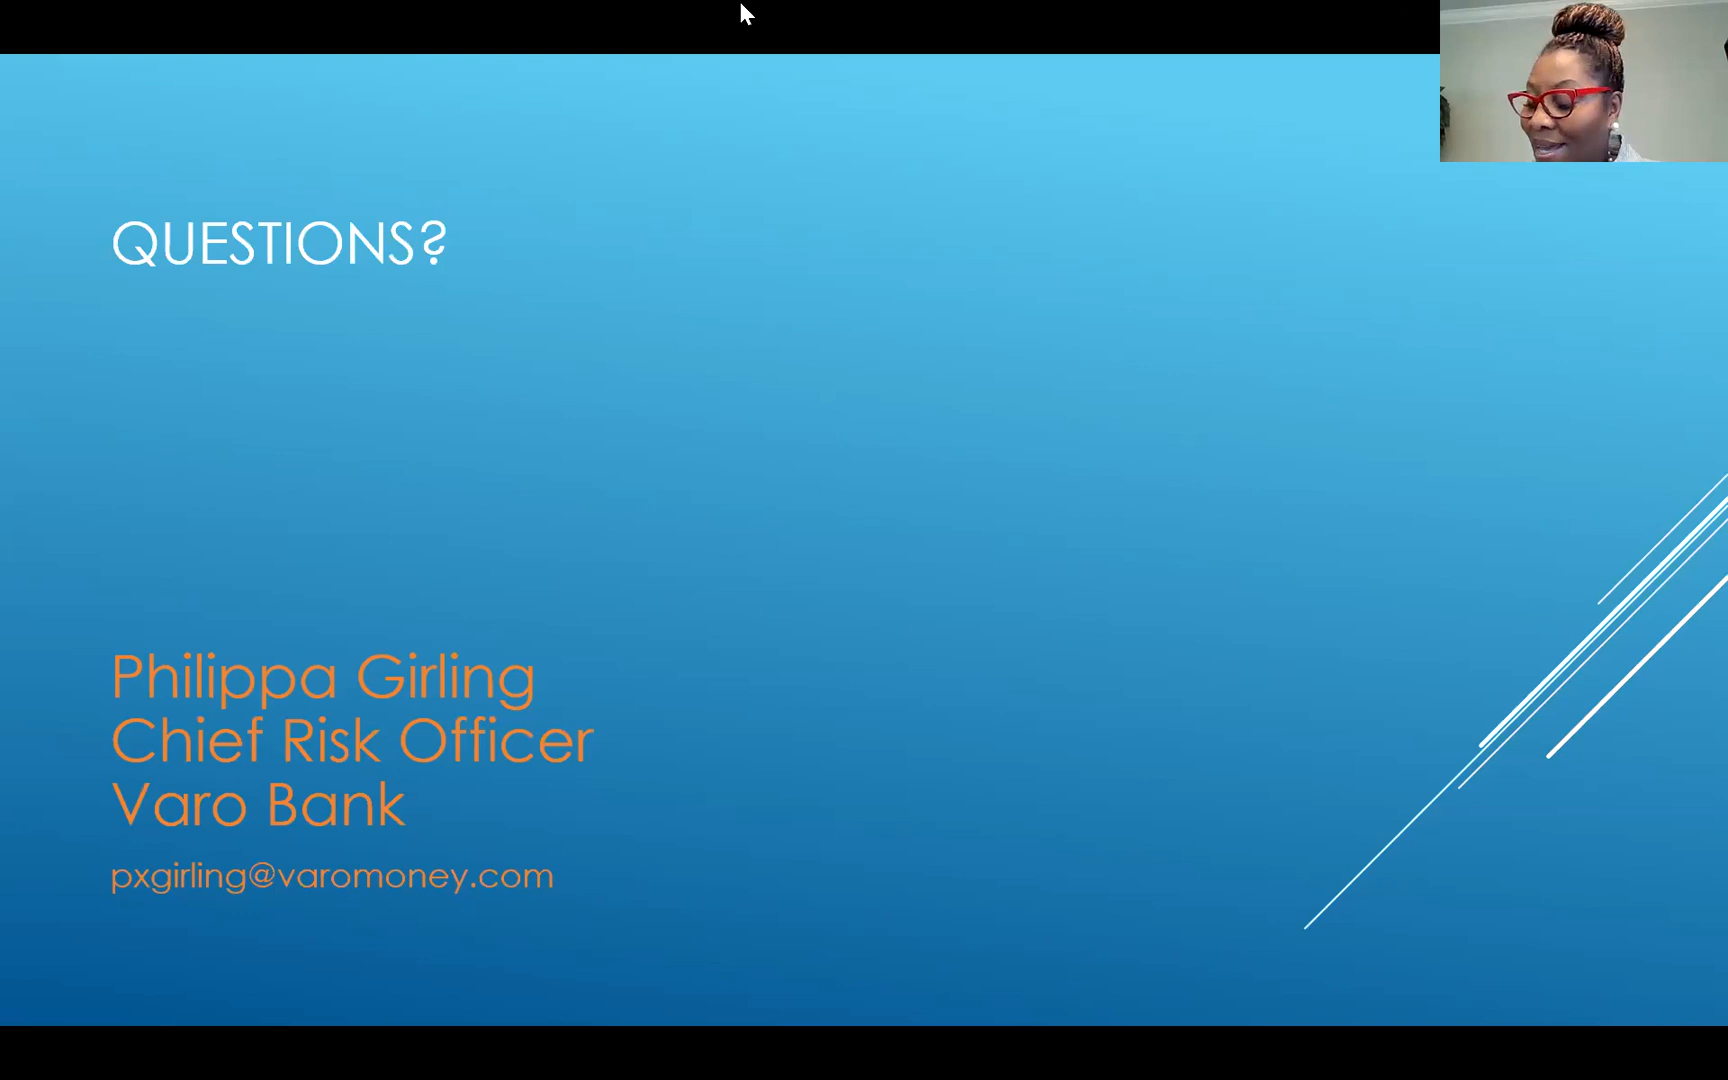 QUESTIONS?
Philippa Girling
Chief Risk Officer
Varo Bank
pxgirling@varomoney.com